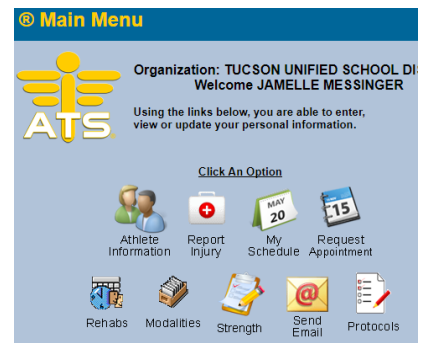 ® Main Menu
Organization: TUCSON UNIFIED SCHOOL DI
Welcome JAMELLE MESSINGER
Using the links below, you are able to enter,
view or update your personal information.
ATS
Click An Option
MAY
20
15
Athlete
Information
Report
Injury
My
Schedule
Request
Appointment
@
Rehabs
Modalities
Strength
Send
Email
Protocols